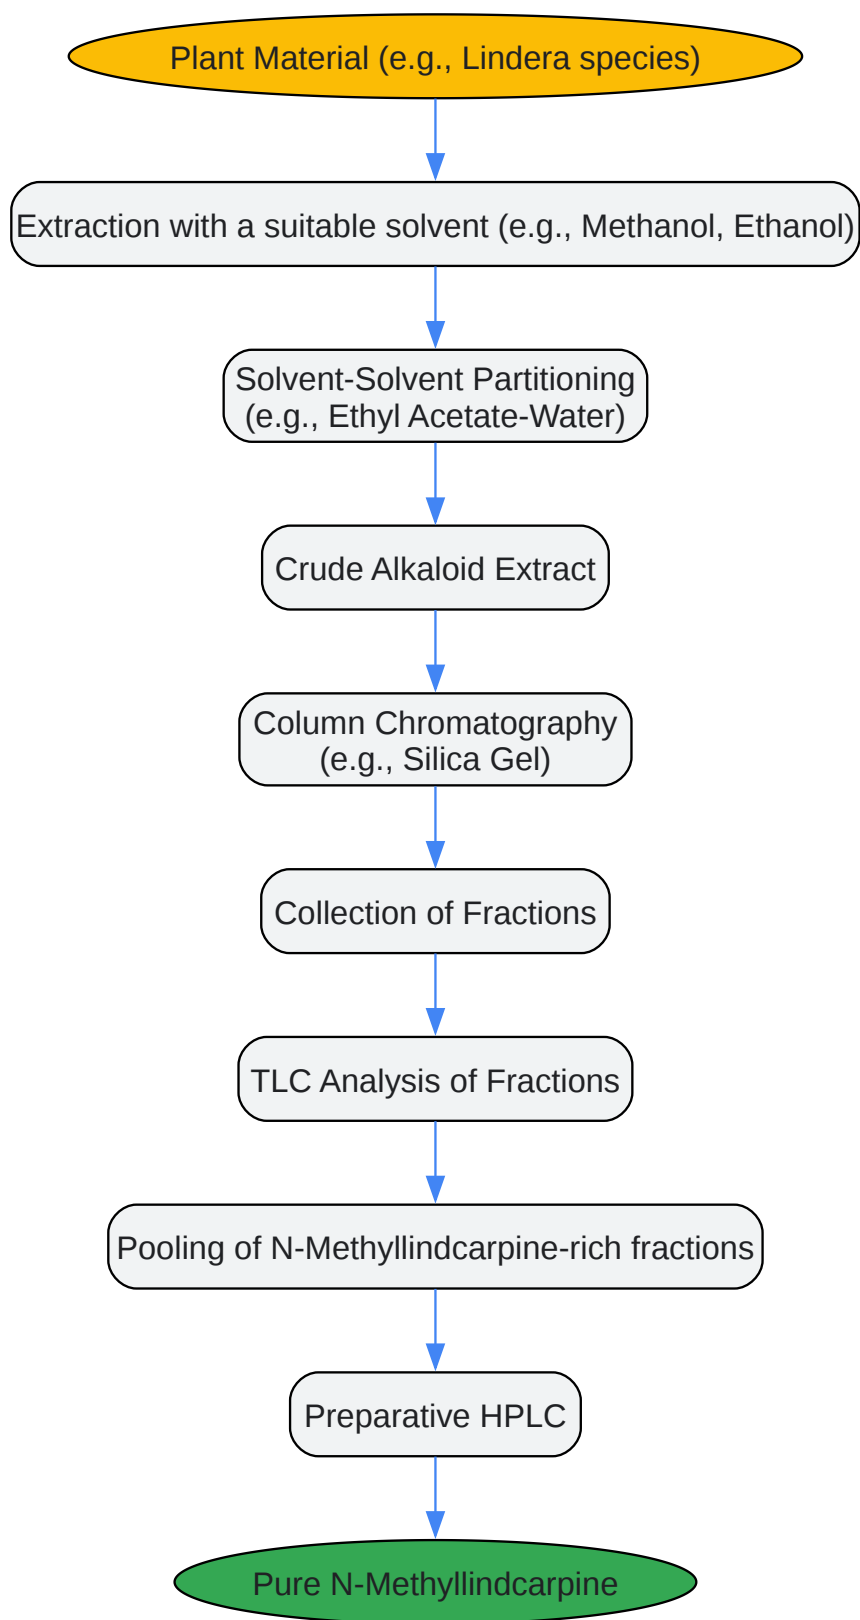 Plant Material (e.g., Lindera species)
Extraction with a suitable solvent (e.g., Methanol, Ethanol)
Solvent-Solvent Partitioning
(e.g., Ethyl Acetate-Water)
Crude Alkaloid Extract
Column Chromatography
(e.g., Silica Gel)
Collection of Fractions
TLC Analysis of Fractions
Pooling of N-Methyllindcarpine-rich fractions
Preparative HPLC
Pure N-Methyllindcarpine